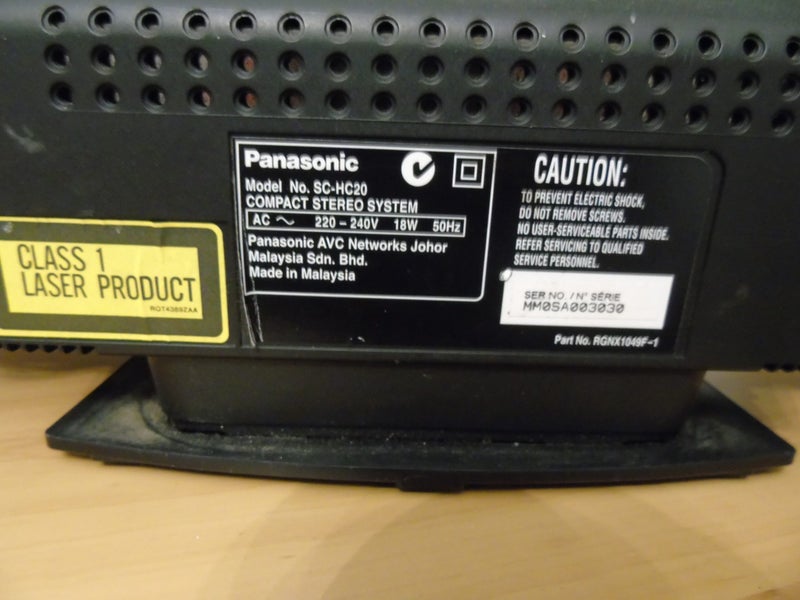 Panasonic
Model No. SC-HC20
COMPACT STEREO SYSTEM
AC ~ 220-240V 18W 50Hz
Panasonic AVC Networks Johor
Malaysia Sdn. Bhd.
Made in Malaysia
CAUTION:
TO PREVENT ELECTRIC SHOCK,
DO NOT REMOVE SCREWS.
NO USER-SERVICEABLE PARTS INSIDE.
REFER SERVICING TO QUALIFIED
SERVICE PERSONNEL.
SER NO. / N° SÉRIE
MM0SA003030
Part No. RGNX1049F-1
CLASS 1
LASER PRODUCT
RQT4389ZAA